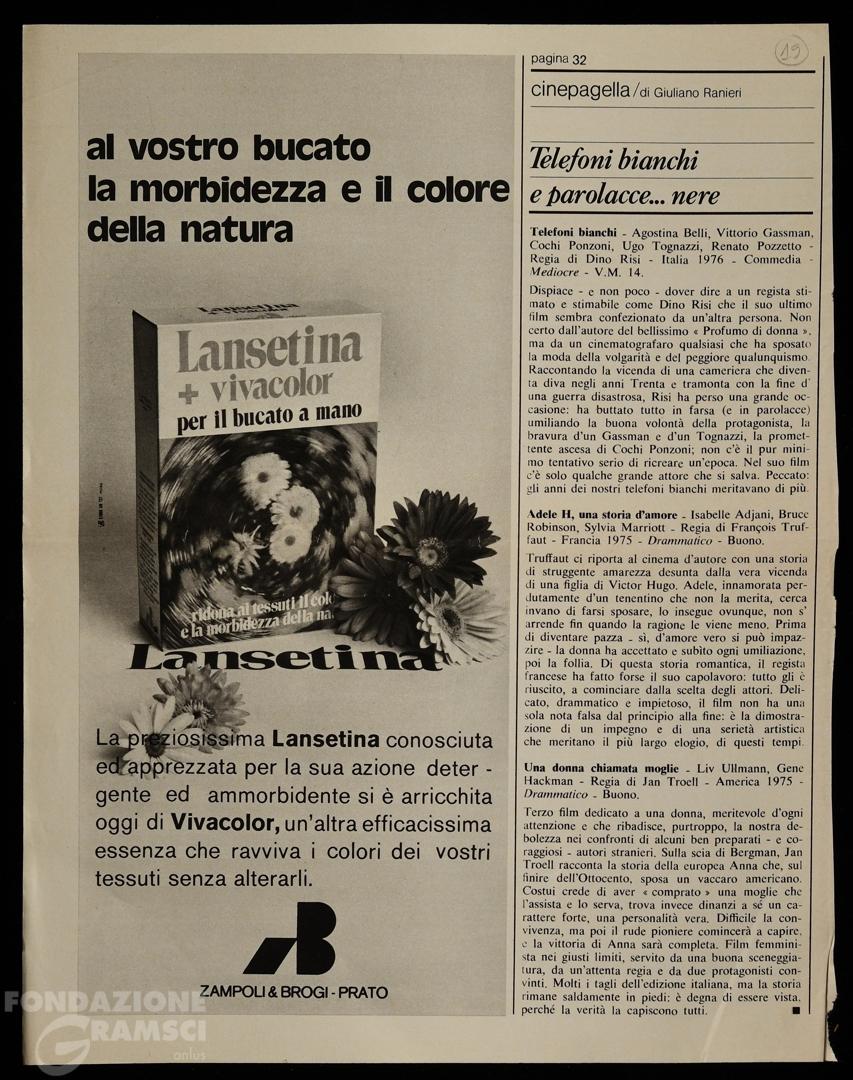 al vostro bucato
la morbidezza e il colore
della natura
Lansetina
+ vivacolor
Lansetina
+ vivacolor
per il bucato a mano
ridona ai tessuti il colo
e la morbidezza della na
Lansetina
La preziosissima Lansetina conosciuta
ed apprezzata per la sua azione deter -
gente ed ammorbidente si è arricchita
oggi di Vivacolor, un'altra efficacissima
essenza che ravviva i colori dei vostri
tessuti senza alterarli.
ZAMPOLI & BROGI - PRATO
pagina 32
19
cinepagella / di Giuliano Ranieri
Telefoni bianchi
e parolacce... nere
Telefoni bianchi - Agostina Belli, Vittorio Gassman,
Cochi Ponzoni, Ugo Tognazzi, Renato Pozzetto -
Regia di Dino Risi - Italia 1976 - Commedia -
Mediocre - V.M. 14.
Dispiace - e non poco - dover dire a un regista sti-
mato e stimabile come Dino Risi che il suo ultimo
film sembra confezionato da un'altra persona. Non
certo dall'autore del bellissimo « Profumo di donna »,
ma da un cinematografaro qualsiasi che ha sposato
la moda della volgarità e del peggiore qualunquismo.
Raccontando la vicenda di una cameriera che diven-
ta diva negli anni Trenta e tramonta con la fine d'
una guerra disastrosa, Risi ha perso una grande oc-
casione: ha buttato tutto in farsa (e in parolacce)
umiliando la buona volontà della protagonista, la
bravura d'un Gassman e d'un Tognazzi, la promet-
tente ascesa di Cochi Ponzoni; non c'è il pur mini-
mo tentativo serio di ricreare un'epoca. Nel suo film
c'è solo qualche grande attore che si salva. Peccato:
gli anni dei nostri telefoni bianchi meritavano di più.
Adele H, una storia d'amore - Isabelle Adjani, Bruce
Robinson, Sylvia Marriott - Regia di François Truf-
faut - Francia 1975 - Drammatico - Buono.
Truffaut ci riporta al cinema d'autore con una storia
di struggente amarezza desunta dalla vera vicenda
di una figlia di Victor Hugo. Adele, innamorata per-
dutamente d'un tenentino che non la merita, cerca
invano di farsi sposare, lo insegue ovunque, non s'
arrende fin quando la ragione le viene meno. Prima
di diventare pazza - sì, d'amore vero si può impaz-
zire - la donna ha accettato e subìto ogni umiliazione,
poi la follia. Di questa storia romantica, il regista
francese ha fatto forse il suo capolavoro: tutto gli è
riuscito, a cominciare dalla scelta degli attori. Deli-
cato, drammatico e impietoso, il film non ha una
sola nota falsa dal principio alla fine: è la dimostra-
zione di un impegno e di una serietà artistica
che meritano il più largo elogio, di questi tempi.
Una donna chiamata moglie - Liv Ullmann, Gene
Hackman - Regia di Jan Troell - America 1975 -
Drammatico - Buono.
Terzo film dedicato a una donna, meritevole d'ogni
attenzione e che ribadisce, purtroppo, la nostra de-
bolezza nei confronti di alcuni ben preparati - e co-
raggiosi - autori stranieri. Sulla scia di Bergman, Jan
Troell racconta la storia della europea Anna che, sul
finire dell'Ottocento, sposa un vaccaro americano.
Costui crede di aver « comprato » una moglie che
l'assista e lo serva, trova invece dinanzi a sé un ca-
rattere forte, una personalità vera. Difficile la con-
vivenza, ma poi il rude pioniere comincerà a capire,
e la vittoria di Anna sarà completa. Film femmini-
sta nei giusti limiti, servito da una buona sceneggia-
tura, da un'attenta regia e da due protagonisti con-
vinti. Molti i tagli dell'edizione italiana, ma la storia
rimane saldamente in piedi: è degna di essere vista,
perché la verità la capiscono tutti.
FONDAZIONE
GRAMSCI
onlus